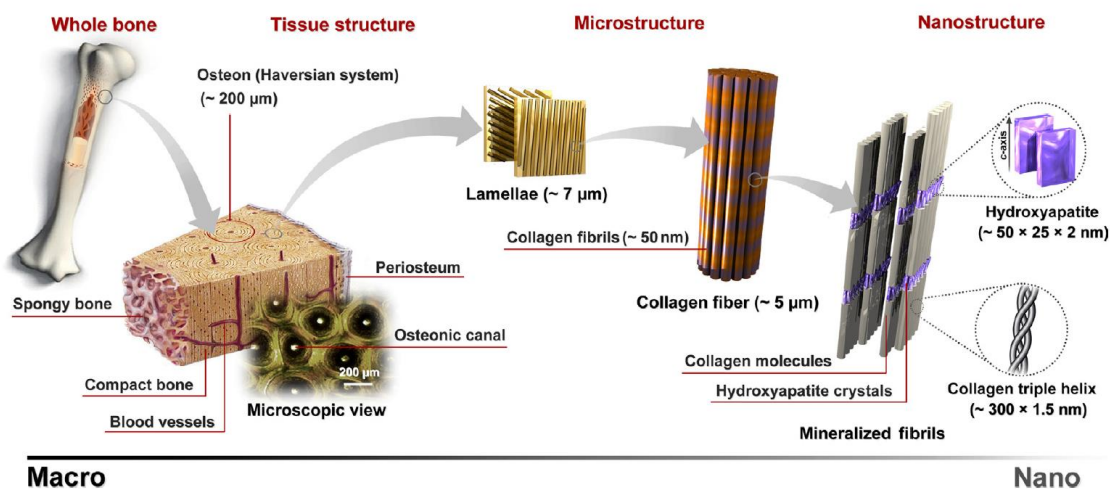 Whole bone
Tissue structure
Microstructure
Nanostructure
Osteon (Haversian system)
(~ 200 μm)
Lamellae (~ 7 μm)
Collagen fibrils (~ 50 nm)
Collagen fiber (~ 5 μm)
c-axis
Hydroxyapatite
(~ 50 × 25 × 2 nm)
Periosteum
Spongy bone
Osteonic canal
200 μm
Compact bone
Blood vessels
Microscopic view
Collagen molecules
Hydroxyapatite crystals
Mineralized fibrils
Collagen triple helix
(~ 300 × 1.5 nm)
Macro
Nano